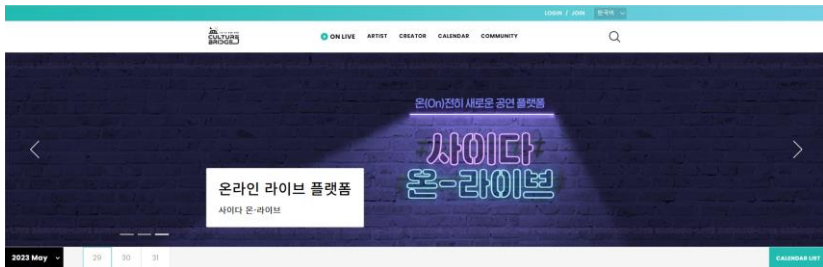 LOGIN / JOIN 한국어
CULTURE
BRIDGE
ON LIVE ARTIST CREATOR CALENDAR COMMUNITY
온(On)전히 새로운 공연 플랫폼
사이다
온-라이브
온라인 라이브 플랫폼
사이다 온-라이브
2023 May 29 30 31 CALENDAR LIST